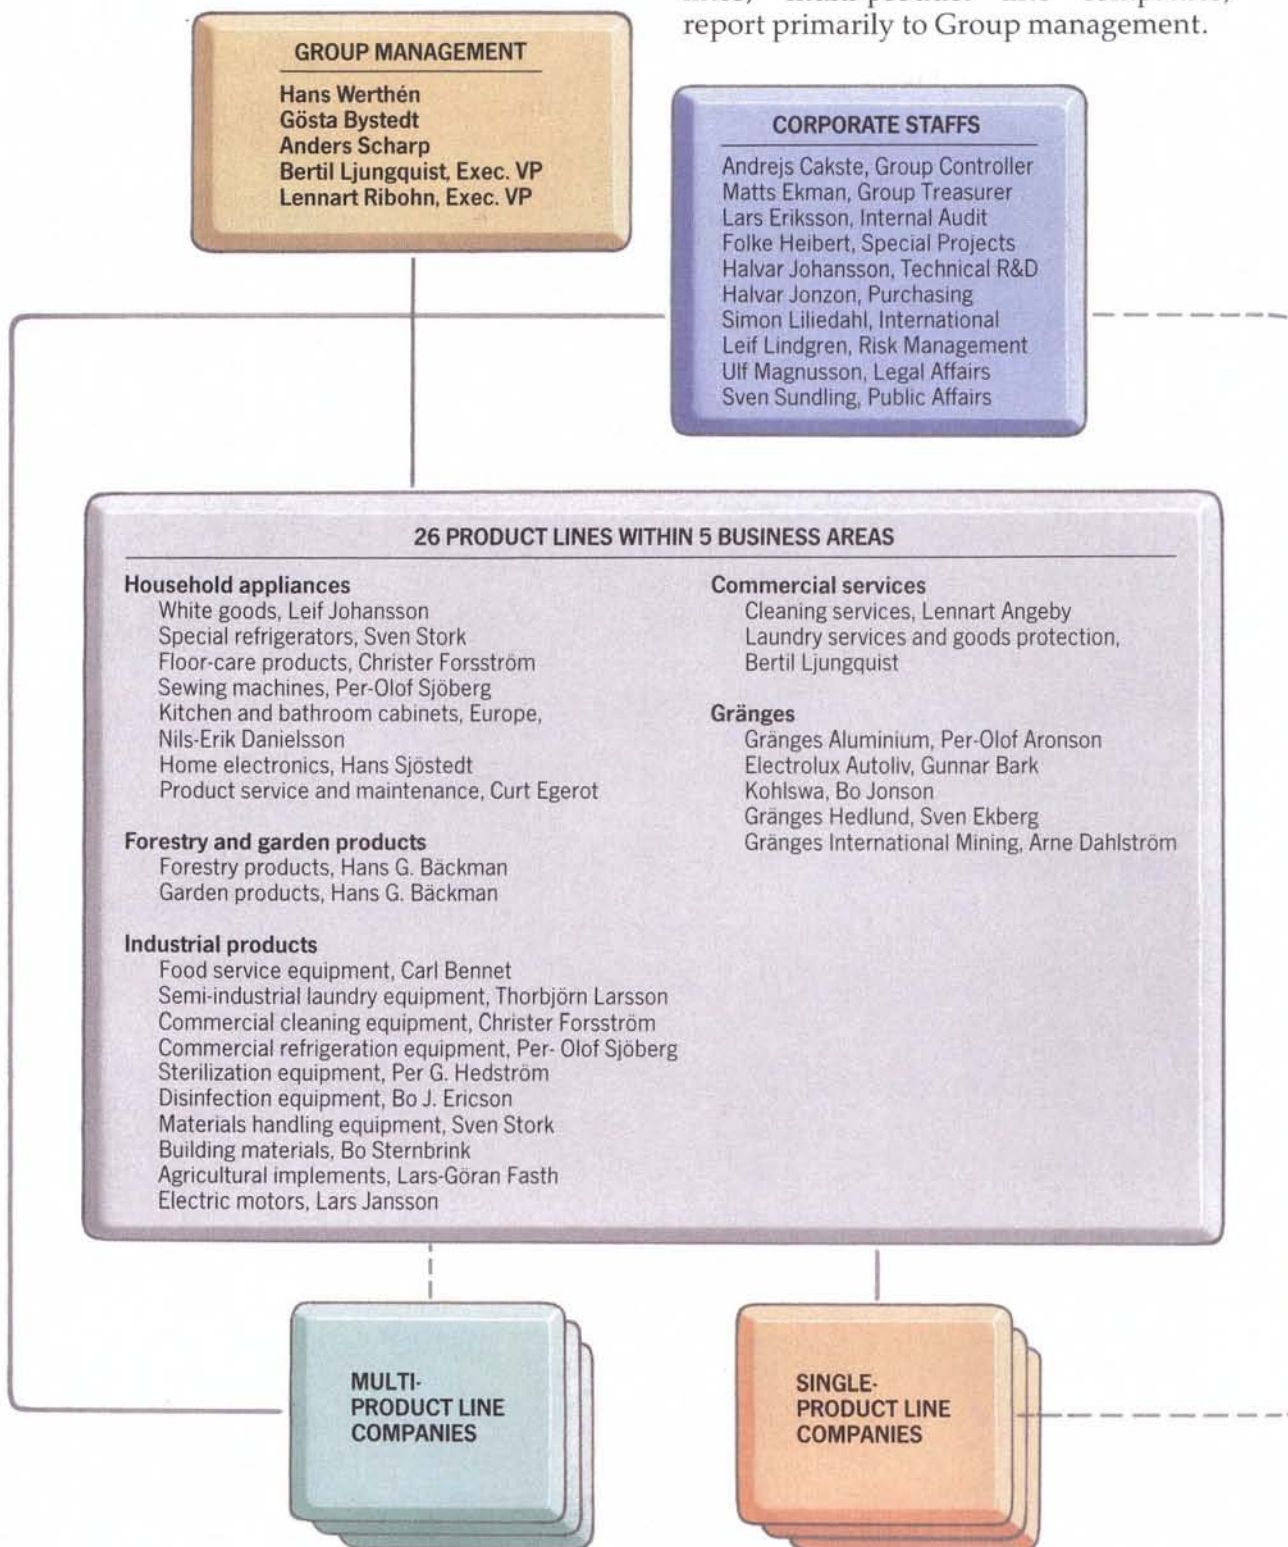 report primarily to Group management.
GROUP MANAGEMENT
Hans Werthén
Gösta Bystedt
Anders Scharp
Bertil Ljungquist, Exec. VP
Lennart Ribohn, Exec. VP
CORPORATE STAFFS
Andrejs Cakste, Group Controller
Matts Ekman, Group Treasurer
Lars Eriksson, Internal Audit
Folke Heibert, Special Projects
Halvar Johansson, Technical R&D
Halvar Jonzon, Purchasing
Simon Liliedahl, International
Leif Lindgren, Risk Management
Ulf Magnusson, Legal Affairs
Sven Sundling, Public Affairs
26 PRODUCT LINES WITHIN 5 BUSINESS AREAS
Household appliances
White goods, Leif Johansson
Special refrigerators, Sven Stork
Floor-care products, Christer Forsström
Sewing machines, Per-Olof Sjöberg
Kitchen and bathroom cabinets, Europe,
Nils-Erik Danielsson
Home electronics, Hans Sjöstedt
Product service and maintenance, Curt Egerot
Forestry and garden products
Forestry products, Hans G. Bäckman
Garden products, Hans G. Bäckman
Industrial products
Food service equipment, Carl Bennet
Semi-industrial laundry equipment, Thorbjörn Larsson
Commercial cleaning equipment, Christer Forsström
Commercial refrigeration equipment, Per- Olof Sjöberg
Sterilization equipment, Per G. Hedström
Disinfection equipment, Bo J. Ericson
Materials handling equipment, Sven Stork
Building materials, Bo Sternbrink
Agricultural implements, Lars-Göran Fasth
Electric motors, Lars Jansson
Commercial services
Cleaning services, Lennart Angeby
Laundry services and goods protection,
Bertil Ljungquist
Gränges
Gränges Aluminium, Per-Olof Aronson
Electrolux Autoliv, Gunnar Bark
Kohlswa, Bo Jonson
Gränges Hedlund, Sven Ekberg
Gränges International Mining, Arne Dahlström
MULTI-
PRODUCT LINE
COMPANIES
SINGLE-
PRODUCT LINE
COMPANIES